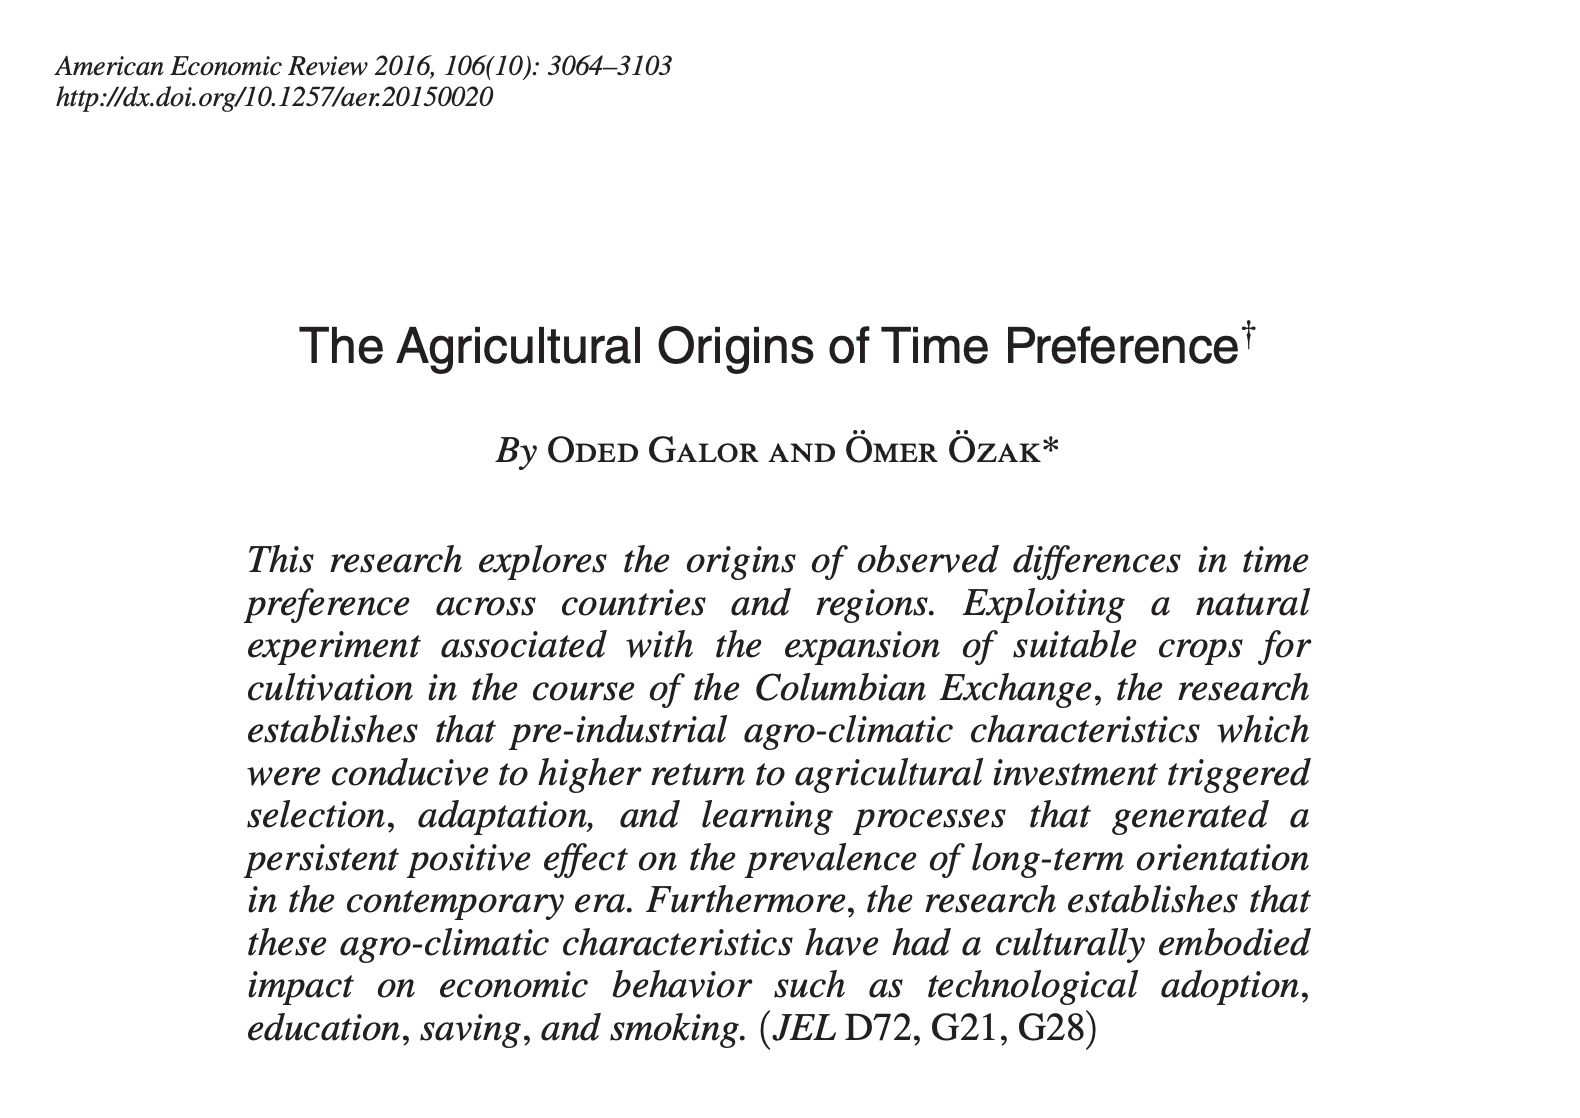 American Economic Review 2016, 106(10): 3064–3103
http://dx.doi.org/10.1257/aer.20150020
The Agricultural Origins of Time Preference†
By Oded Galor and Ömer Özak*
This research explores the origins of observed differences in time
preference across countries and regions. Exploiting a natural
experiment associated with the expansion of suitable crops for
cultivation in the course of the Columbian Exchange, the research
establishes that pre-industrial agro-climatic characteristics which
were conducive to higher return to agricultural investment triggered
selection, adaptation, and learning processes that generated a
persistent positive effect on the prevalence of long-term orientation
in the contemporary era. Furthermore, the research establishes that
these agro-climatic characteristics have had a culturally embodied
impact on economic behavior such as technological adoption,
education, saving, and smoking. (JEL D72, G21, G28)